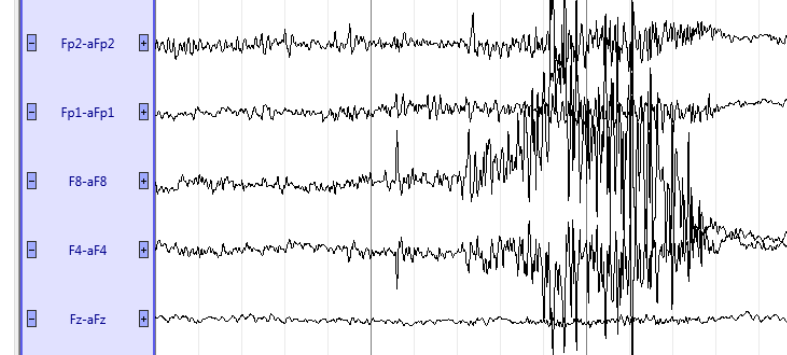 − Fp2-aFp2 +
− Fp1-aFp1 +
− F8-aF8 +
− F4-aF4 +
− Fz-aFz +